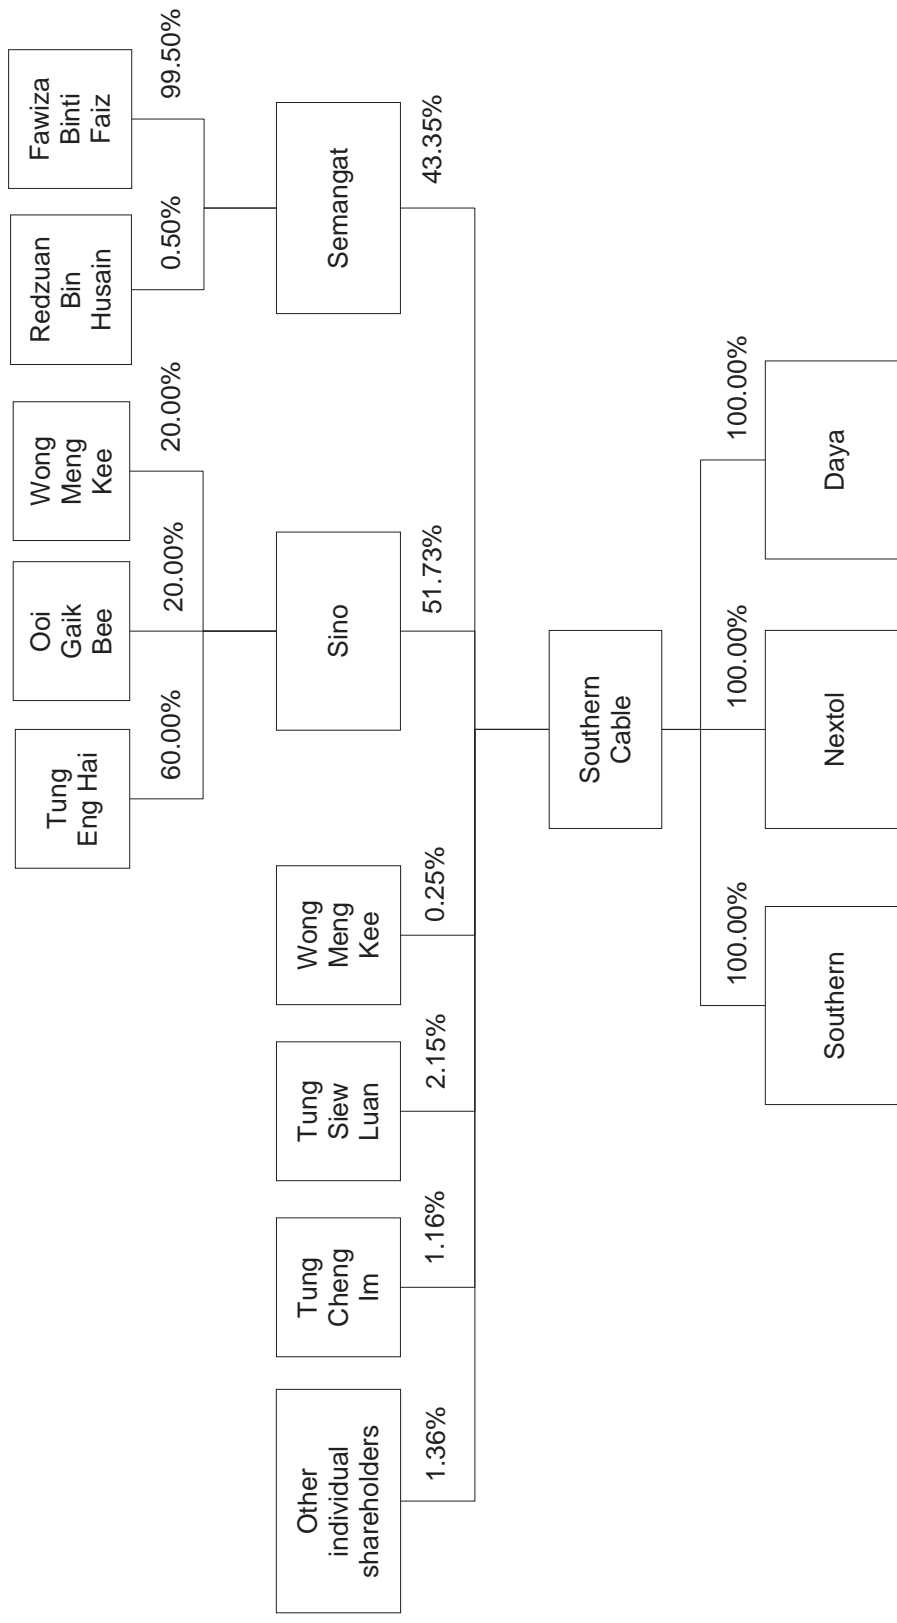 Tung
Eng Hai
Ooi
Gaik
Bee
Wong
Meng
Kee
Redzuan
Bin
Husain
Fawiza
Binti
Faiz
60.00%
20.00%
20.00%
0.50%
99.50%
Other
individual
shareholders
Tung
Cheng
Im
Tung
Siew
Luan
Wong
Meng
Kee
Sino
Semangat
1.36%
1.16%
2.15%
0.25%
51.73%
43.35%
Southern
Cable
100.00%
100.00%
100.00%
Southern
Nextol
Daya